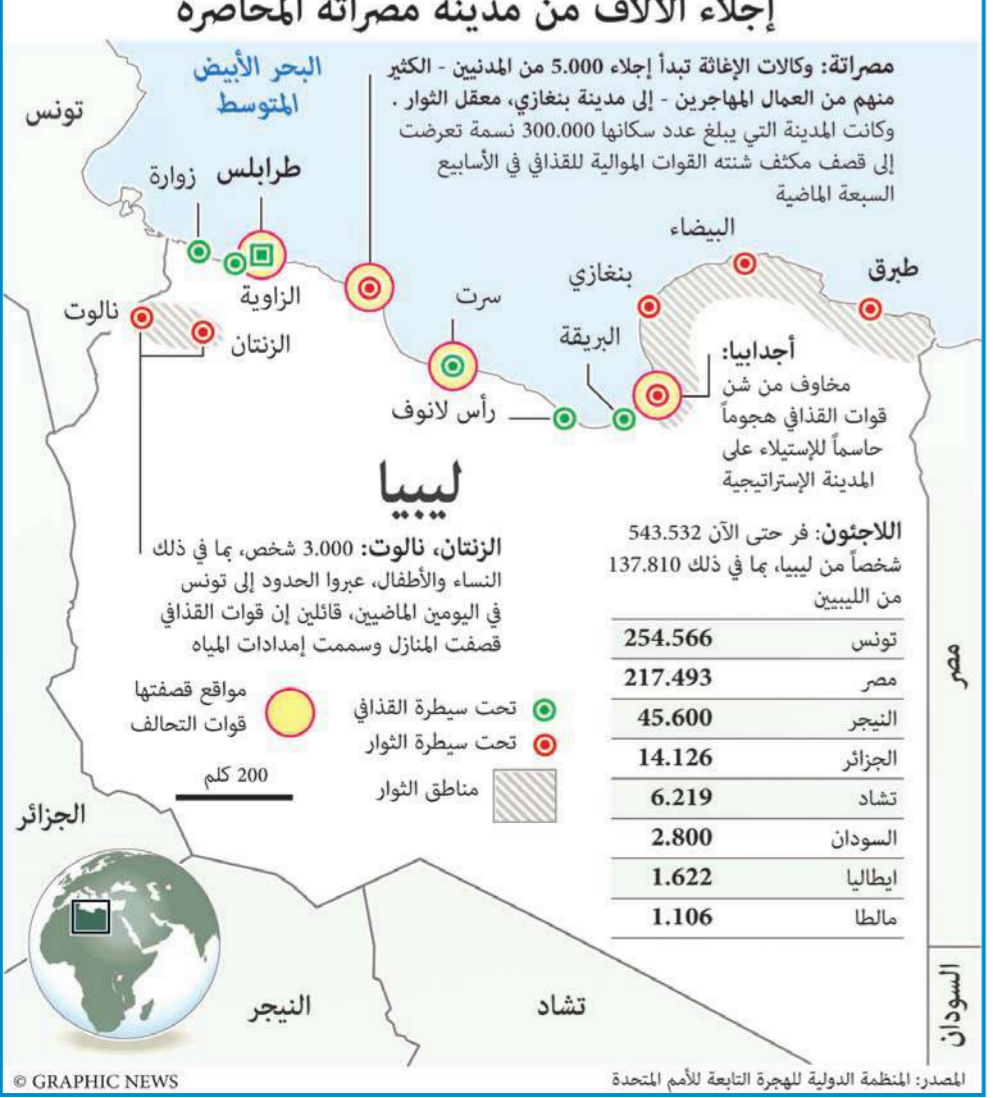 إجلاء الآلاف من مدينة مصراتة المحاصرة
مصراتة: وكالات الإغاثة تبدأ إجلاء 5.000 من المدنيين - الكثير
منهم من العمال المهاجرين - إلى مدينة بنغازي، معقل الثوار .
وكانت المدينة التي يبلغ عدد سكانها 300.000 نسمة تعرضت
إلى قصف مكثف شنته القوات الموالية للقذافي في الأسابيع
السبعة الماضية
البحر الأبيض
المتوسط
تونس
طرابلس
زوارة
الزاوية
نالوت
الزنتان
سرت
رأس لانوف
البريقة
بنغازي
البيضاء
طبرق
أجدابيا:
مخاوف من شن
قوات القذافي هجوماً
حاسماً للإستيلاء على
المدينة الإستراتيجية
ليبيا
الزنتان، نالوت: 3.000 شخص، بما في ذلك
النساء والأطفال، عبروا الحدود إلى تونس
في اليومين الماضيين، قائلين إن قوات القذافي
قصفت المنازل وسممت إمدادات المياه
اللاجئون: فر حتى الآن 543.532
شخصاً من ليبيا، بما في ذلك 137.810
من الليبيين
تونس 254.566
مصر 217.493
النيجر 45.600
الجزائر 14.126
تشاد 6.219
السودان 2.800
ايطاليا 1.622
مالطا 1.106
تحت سيطرة القذافي
تحت سيطرة الثوار
مناطق الثوار
مواقع قصفتها
قوات التحالف
200 كلم
مصر
الجزائر
النيجر
تشاد
السودان
المصدر: المنظمة الدولية للهجرة التابعة للأمم المتحدة
© GRAPHIC NEWS